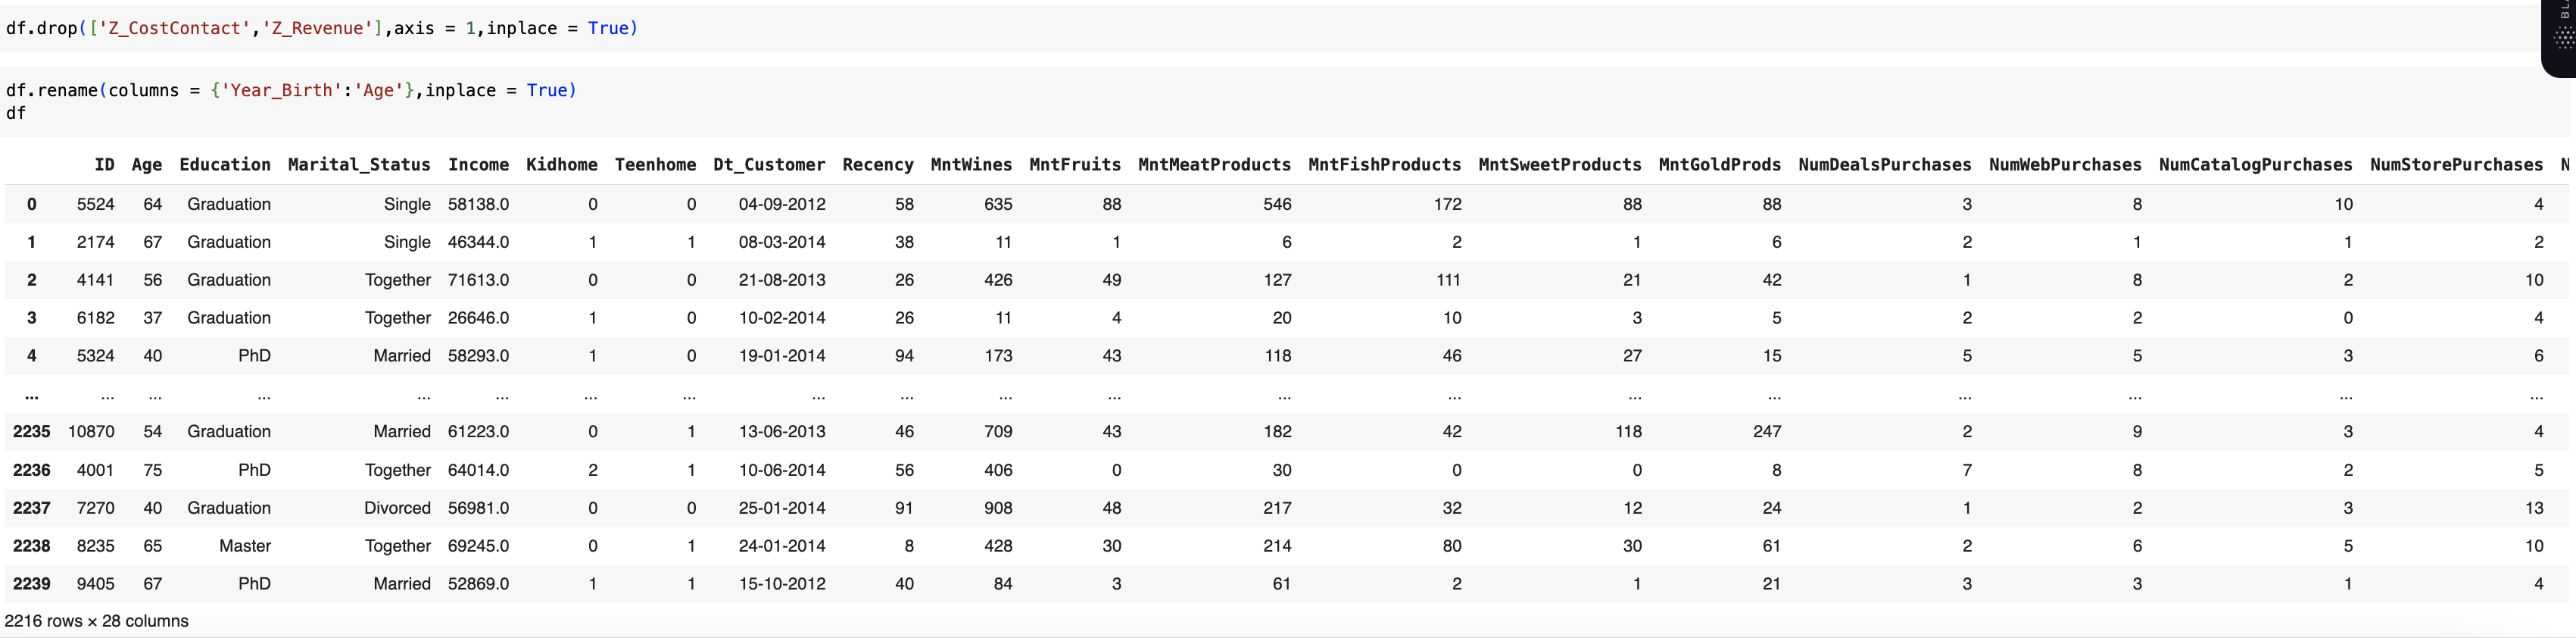 df.drop(['Z_CostContact','Z_Revenue'],axis = 1,inplace = True)
df.rename(columns = {'Year_Birth':'Age'},inplace = True)
df
ID Age Education Marital_Status Income Kidhome Teenhome Dt_Customer Recency MntWines MntFruits MntMeatProducts MntFishProducts MntSweetProducts MntGoldProds NumDealsPurchases NumWebPurchases NumCatalogPurchases NumStorePurchases N
0 5524 64 Graduation Single 58138.0 0 0 04-09-2012 58 635 88 546 172 88 88 3 8 10 4
1 2174 67 Graduation Single 46344.0 1 1 08-03-2014 38 11 1 6 2 1 6 2 1 1 2
2 4141 56 Graduation Together 71613.0 0 0 21-08-2013 26 426 49 127 111 21 42 1 8 2 10
3 6182 37 Graduation Together 26646.0 1 0 10-02-2014 26 11 4 20 10 3 5 2 2 0 4
4 5324 40 PhD Married 58293.0 1 0 19-01-2014 94 173 43 118 46 27 15 5 5 3 6
... ... ... ... ... ... ... ... ... ... ... ... ... ... ... ... ... ... ... ...
2235 10870 54 Graduation Married 61223.0 0 1 13-06-2013 46 709 43 182 42 118 247 2 9 3 4
2236 4001 75 PhD Together 64014.0 2 1 10-06-2014 56 406 0 30 0 0 8 7 8 2 5
2237 7270 40 Graduation Divorced 56981.0 0 0 25-01-2014 91 908 48 217 32 12 24 1 2 3 13
2238 8235 65 Master Together 69245.0 0 1 24-01-2014 8 428 30 214 80 30 61 2 6 5 10
2239 9405 67 PhD Married 52869.0 1 1 15-10-2012 40 84 3 61 2 1 21 3 3 1 4
2216 rows × 28 columns